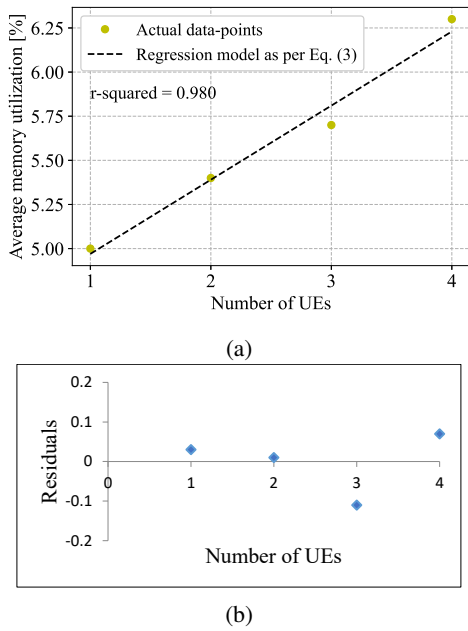 6.25
6.00
5.75
5.50
5.25
5.00
Average memory utilization [%]
Actual data-points
Regression model as per Eq. (3)
r-squared = 0.980
1 2 3 4
Number of UEs
(a)
0.2
0.1
0
-0.1
-0.2
Residuals
0 1 2 3 4
Number of UEs
(b)